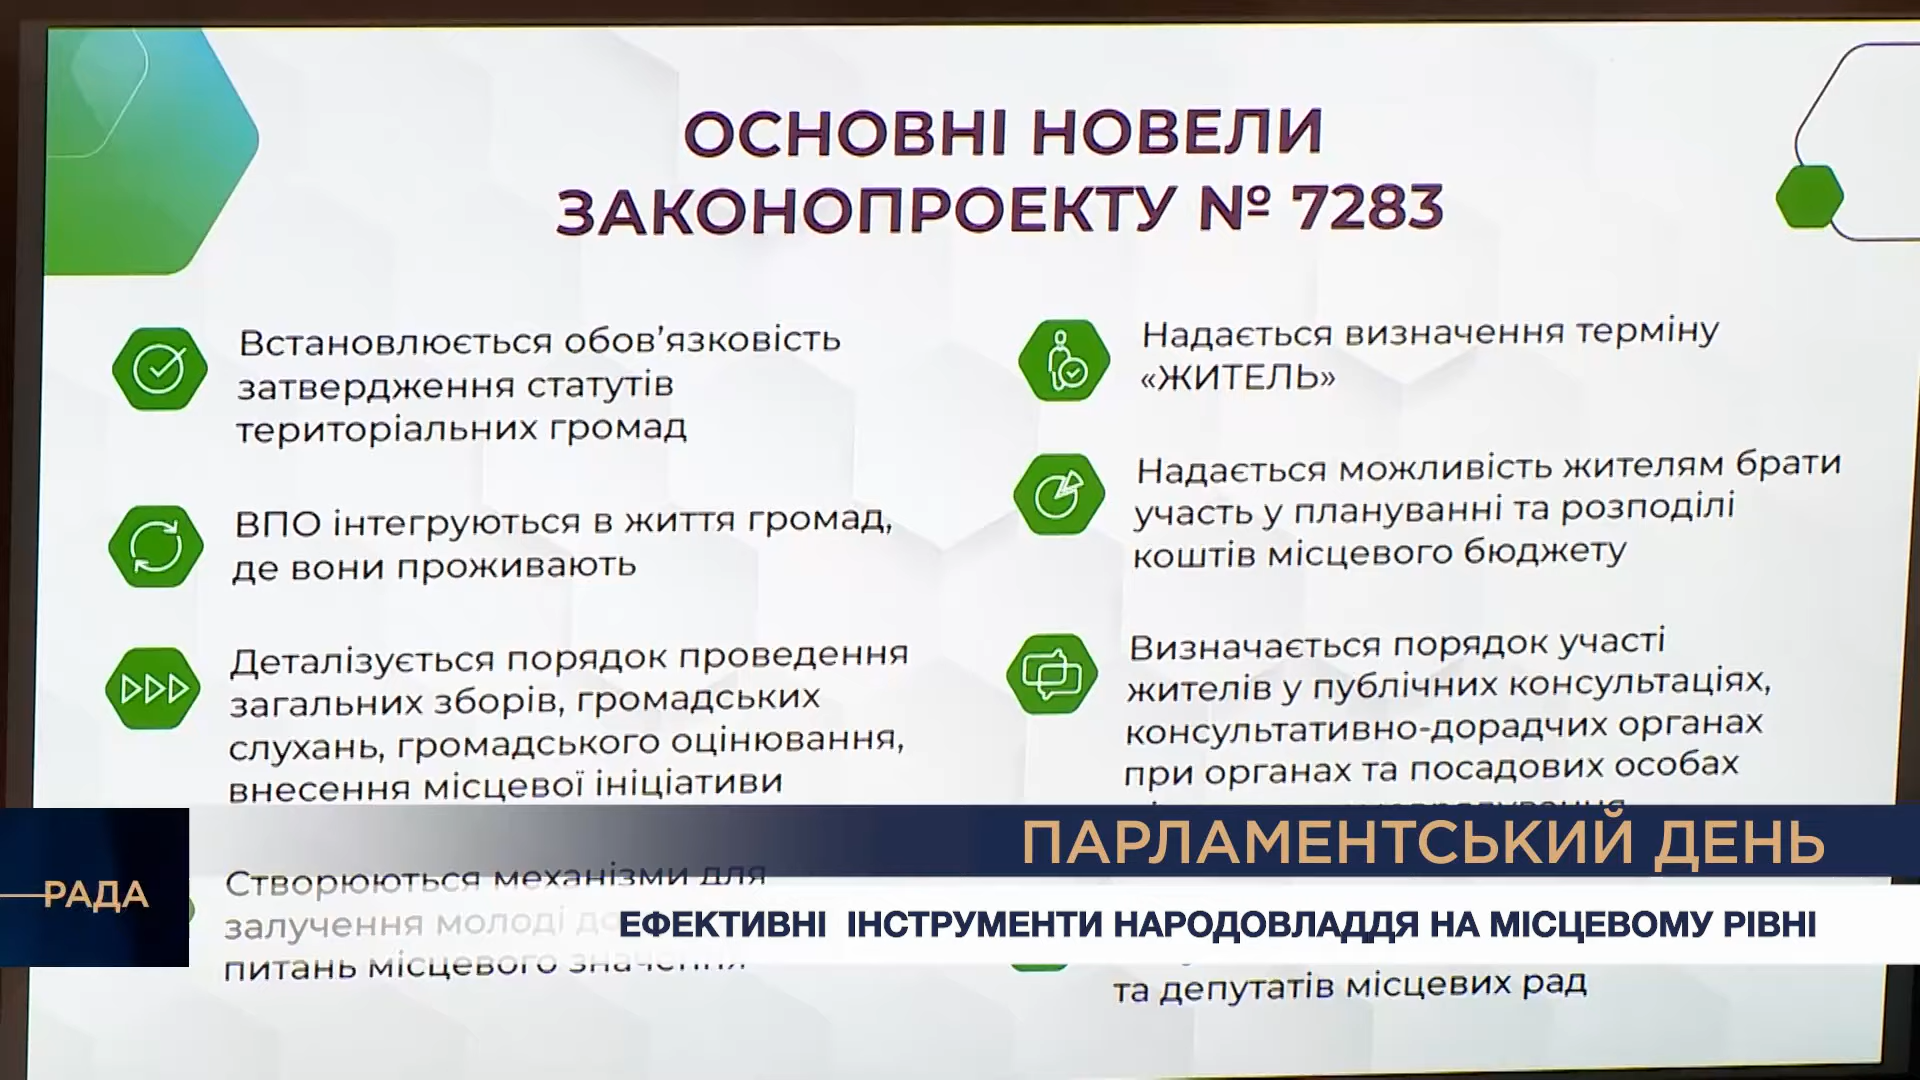 ОСНОВНІ НОВЕЛИ
ЗАКОНОПРОЕКТУ № 7283
Встановлюється обов’язковість
затвердження статутів
територіальних громад
ВПО інтегруються в життя громад,
де вони проживають
Деталізується порядок проведення
загальних зборів, громадських
слухань, громадського оцінювання,
внесення місцевої ініціативи
Створюються механізми для
залучення молоді до
питань місцевого значення
Надається визначення терміну
«ЖИТЕЛЬ»
Надається можливість жителям брати
участь у плануванні та розподілі
коштів місцевого бюджету
Визначається порядок участі
жителів у публічних консультаціях,
консультативно-дорадчих органах
при органах та посадових особах
та депутатів місцевих рад
ПАРЛАМЕНТСЬКИЙ ДЕНЬ
РАДА
ЕФЕКТИВНІ ІНСТРУМЕНТИ НАРОДОВЛАДДЯ НА МІСЦЕВОМУ РІВНІ